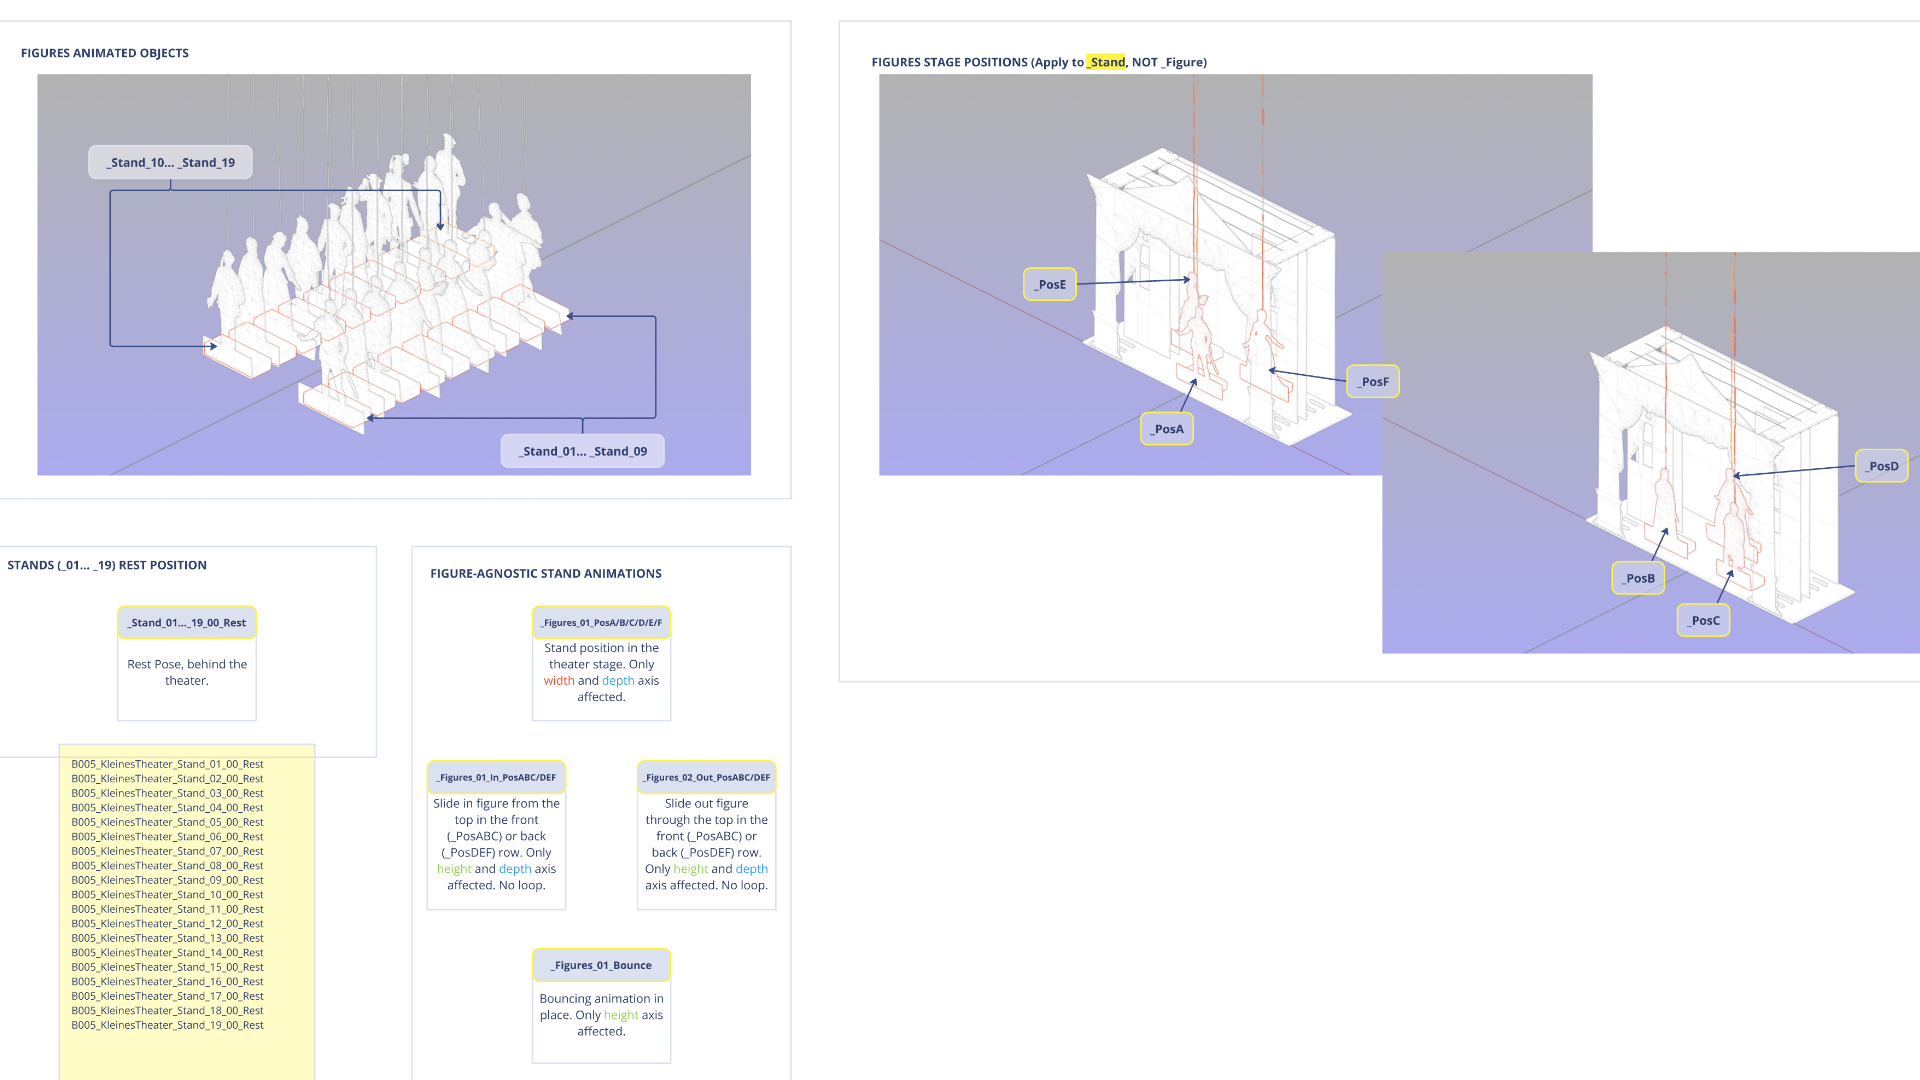 FIGURES ANIMATED OBJECTS
_Stand_10... _Stand_19
_Stand_01... _Stand_09
FIGURES STAGE POSITIONS (Apply to _Stand, NOT _Figure)
_PosE
_PosF
_PosA
_PosD
_PosB
_PosC
STANDS (_01... _19) REST POSITION
_Stand_01..._19_00_Rest
Rest Pose, behind the
theater.
B005_KleinesTheater_Stand_01_00_Rest
B005_KleinesTheater_Stand_02_00_Rest
B005_KleinesTheater_Stand_03_00_Rest
B005_KleinesTheater_Stand_04_00_Rest
B005_KleinesTheater_Stand_05_00_Rest
B005_KleinesTheater_Stand_06_00_Rest
B005_KleinesTheater_Stand_07_00_Rest
B005_KleinesTheater_Stand_08_00_Rest
B005_KleinesTheater_Stand_09_00_Rest
B005_KleinesTheater_Stand_10_00_Rest
B005_KleinesTheater_Stand_11_00_Rest
B005_KleinesTheater_Stand_12_00_Rest
B005_KleinesTheater_Stand_13_00_Rest
B005_KleinesTheater_Stand_14_00_Rest
B005_KleinesTheater_Stand_15_00_Rest
B005_KleinesTheater_Stand_16_00_Rest
B005_KleinesTheater_Stand_17_00_Rest
B005_KleinesTheater_Stand_18_00_Rest
B005_KleinesTheater_Stand_19_00_Rest
FIGURE-AGNOSTIC STAND ANIMATIONS
_Figures_01_PosA/B/C/D/E/F
Stand position in the
theater stage. Only
width and depth axis
affected.
_Figures_01_In_PosABC/DEF
Slide in figure from the
top in the front
(_PosABC) or back
(_PosDEF) row. Only
height and depth axis
affected. No loop.
_Figures_02_Out_PosABC/DEF
Slide out figure
through the top in the
front (_PosABC) or
back (_PosDEF) row.
Only height and depth
axis affected. No loop.
_Figures_01_Bounce
Bouncing animation in
place. Only height axis
affected.